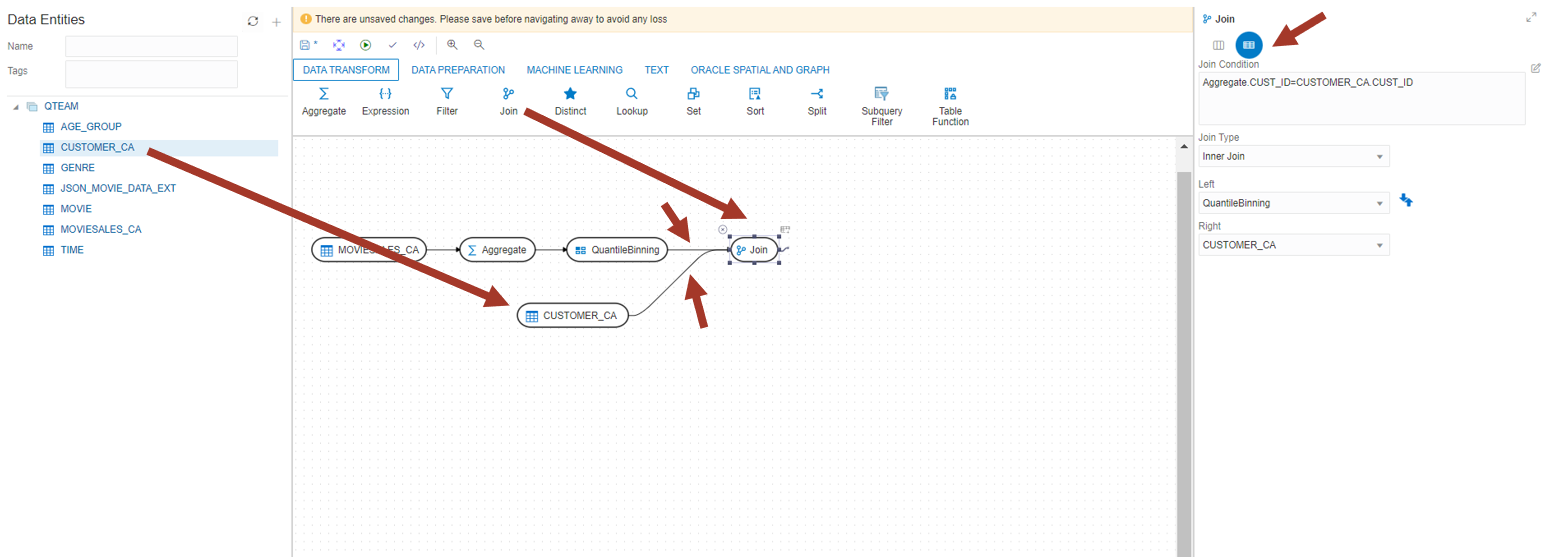 Data Entities
Name
Tags
QTEAM
AGE_GROUP
CUSTOMER_CA
GENRE
JSON_MOVIE_DATA_EXT
MOVIE
MOVIESALES_CA
TIME
There are unsaved changes. Please save before navigating away to avoid any loss
*
DATA TRANSFORM DATA PREPARATION MACHINE LEARNING TEXT ORACLE SPATIAL AND GRAPH
Aggregate Expression Filter Join Distinct Lookup Set Sort Split Subquery Filter Table Function
MOVIESALES_CA Aggregate QuantileBinning Join
CUSTOMER_CA
Join
Join Condition
Aggregate.CUST_ID=CUSTOMER_CA.CUST_ID
Join Type
Inner Join
Left
QuantileBinning
Right
CUSTOMER_CA